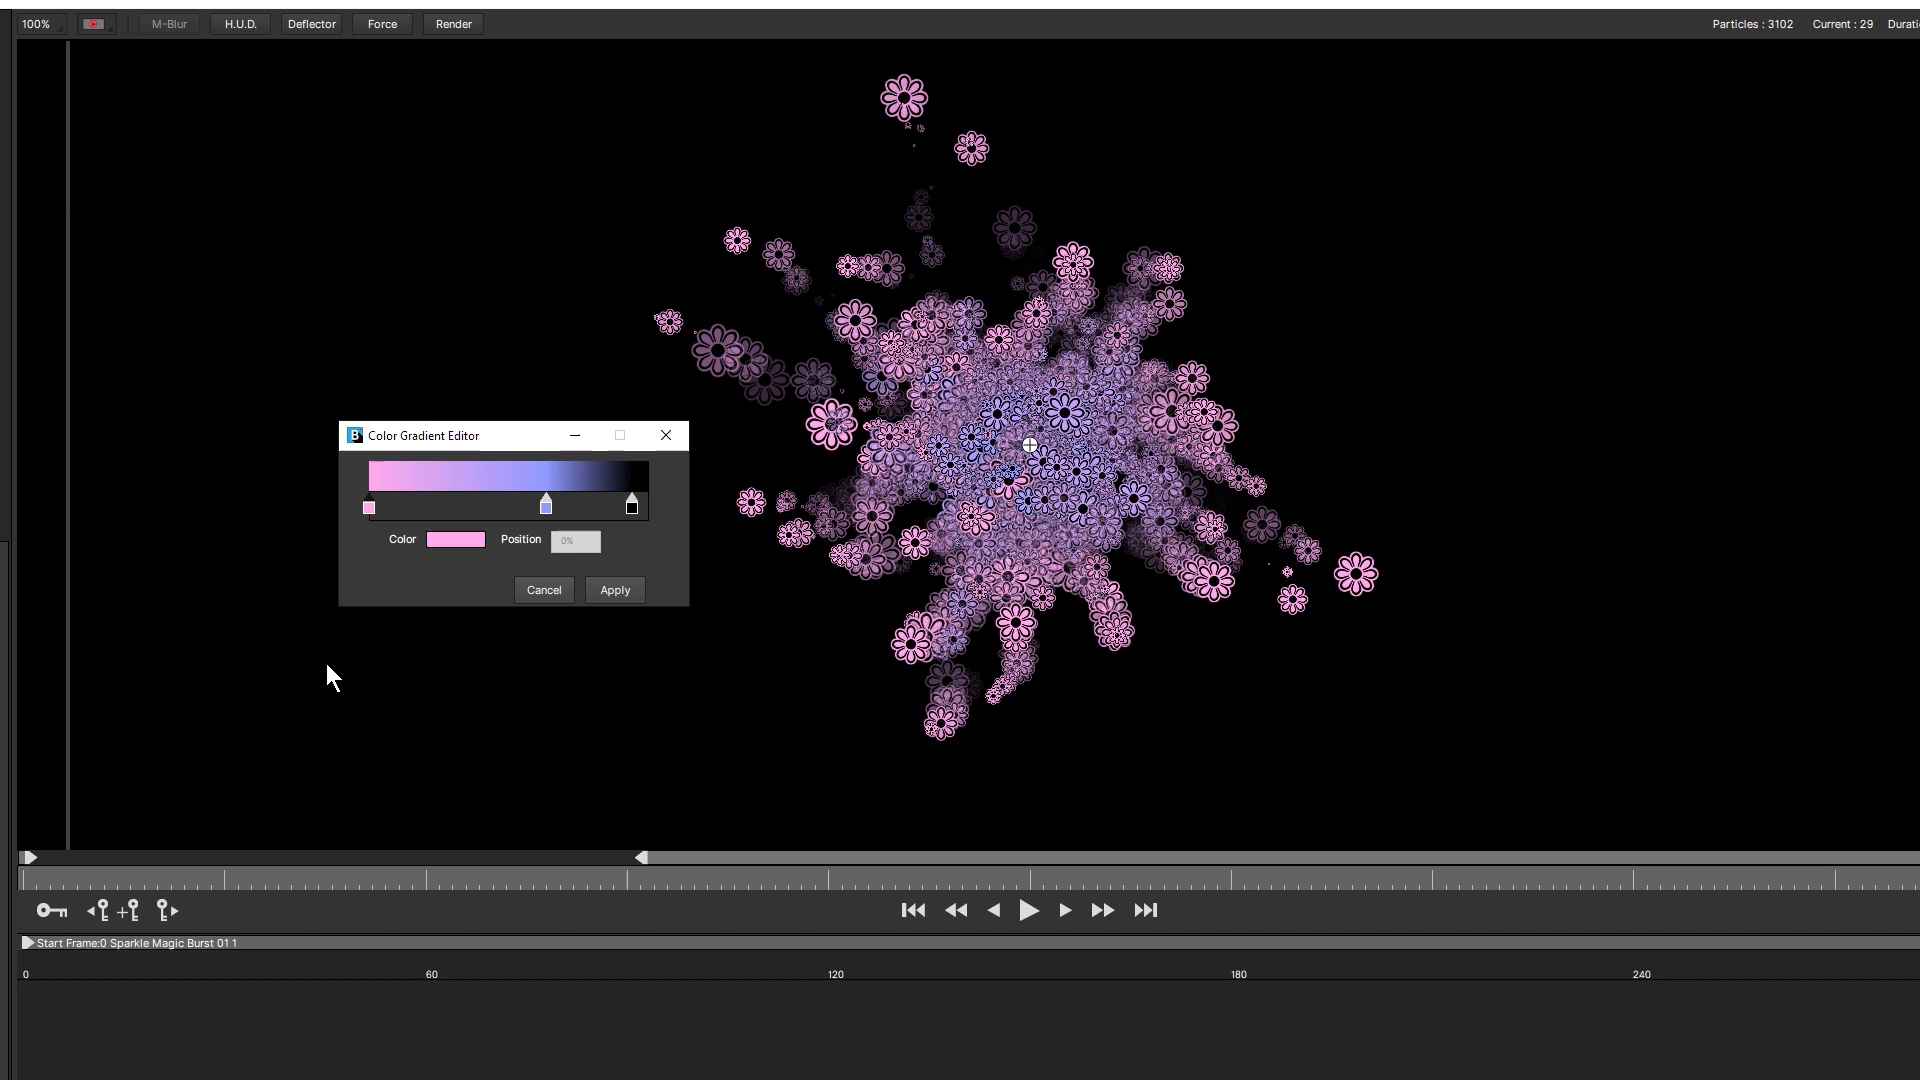 100% M-Blur H.U.D. Deflector Force Render Particles : 3102 Current : 29
B Color Gradient Editor
Color Position 0%
Cancel Apply
Start Frame:0 Sparkle Magic Burst 01 1
0 60 120 180 240